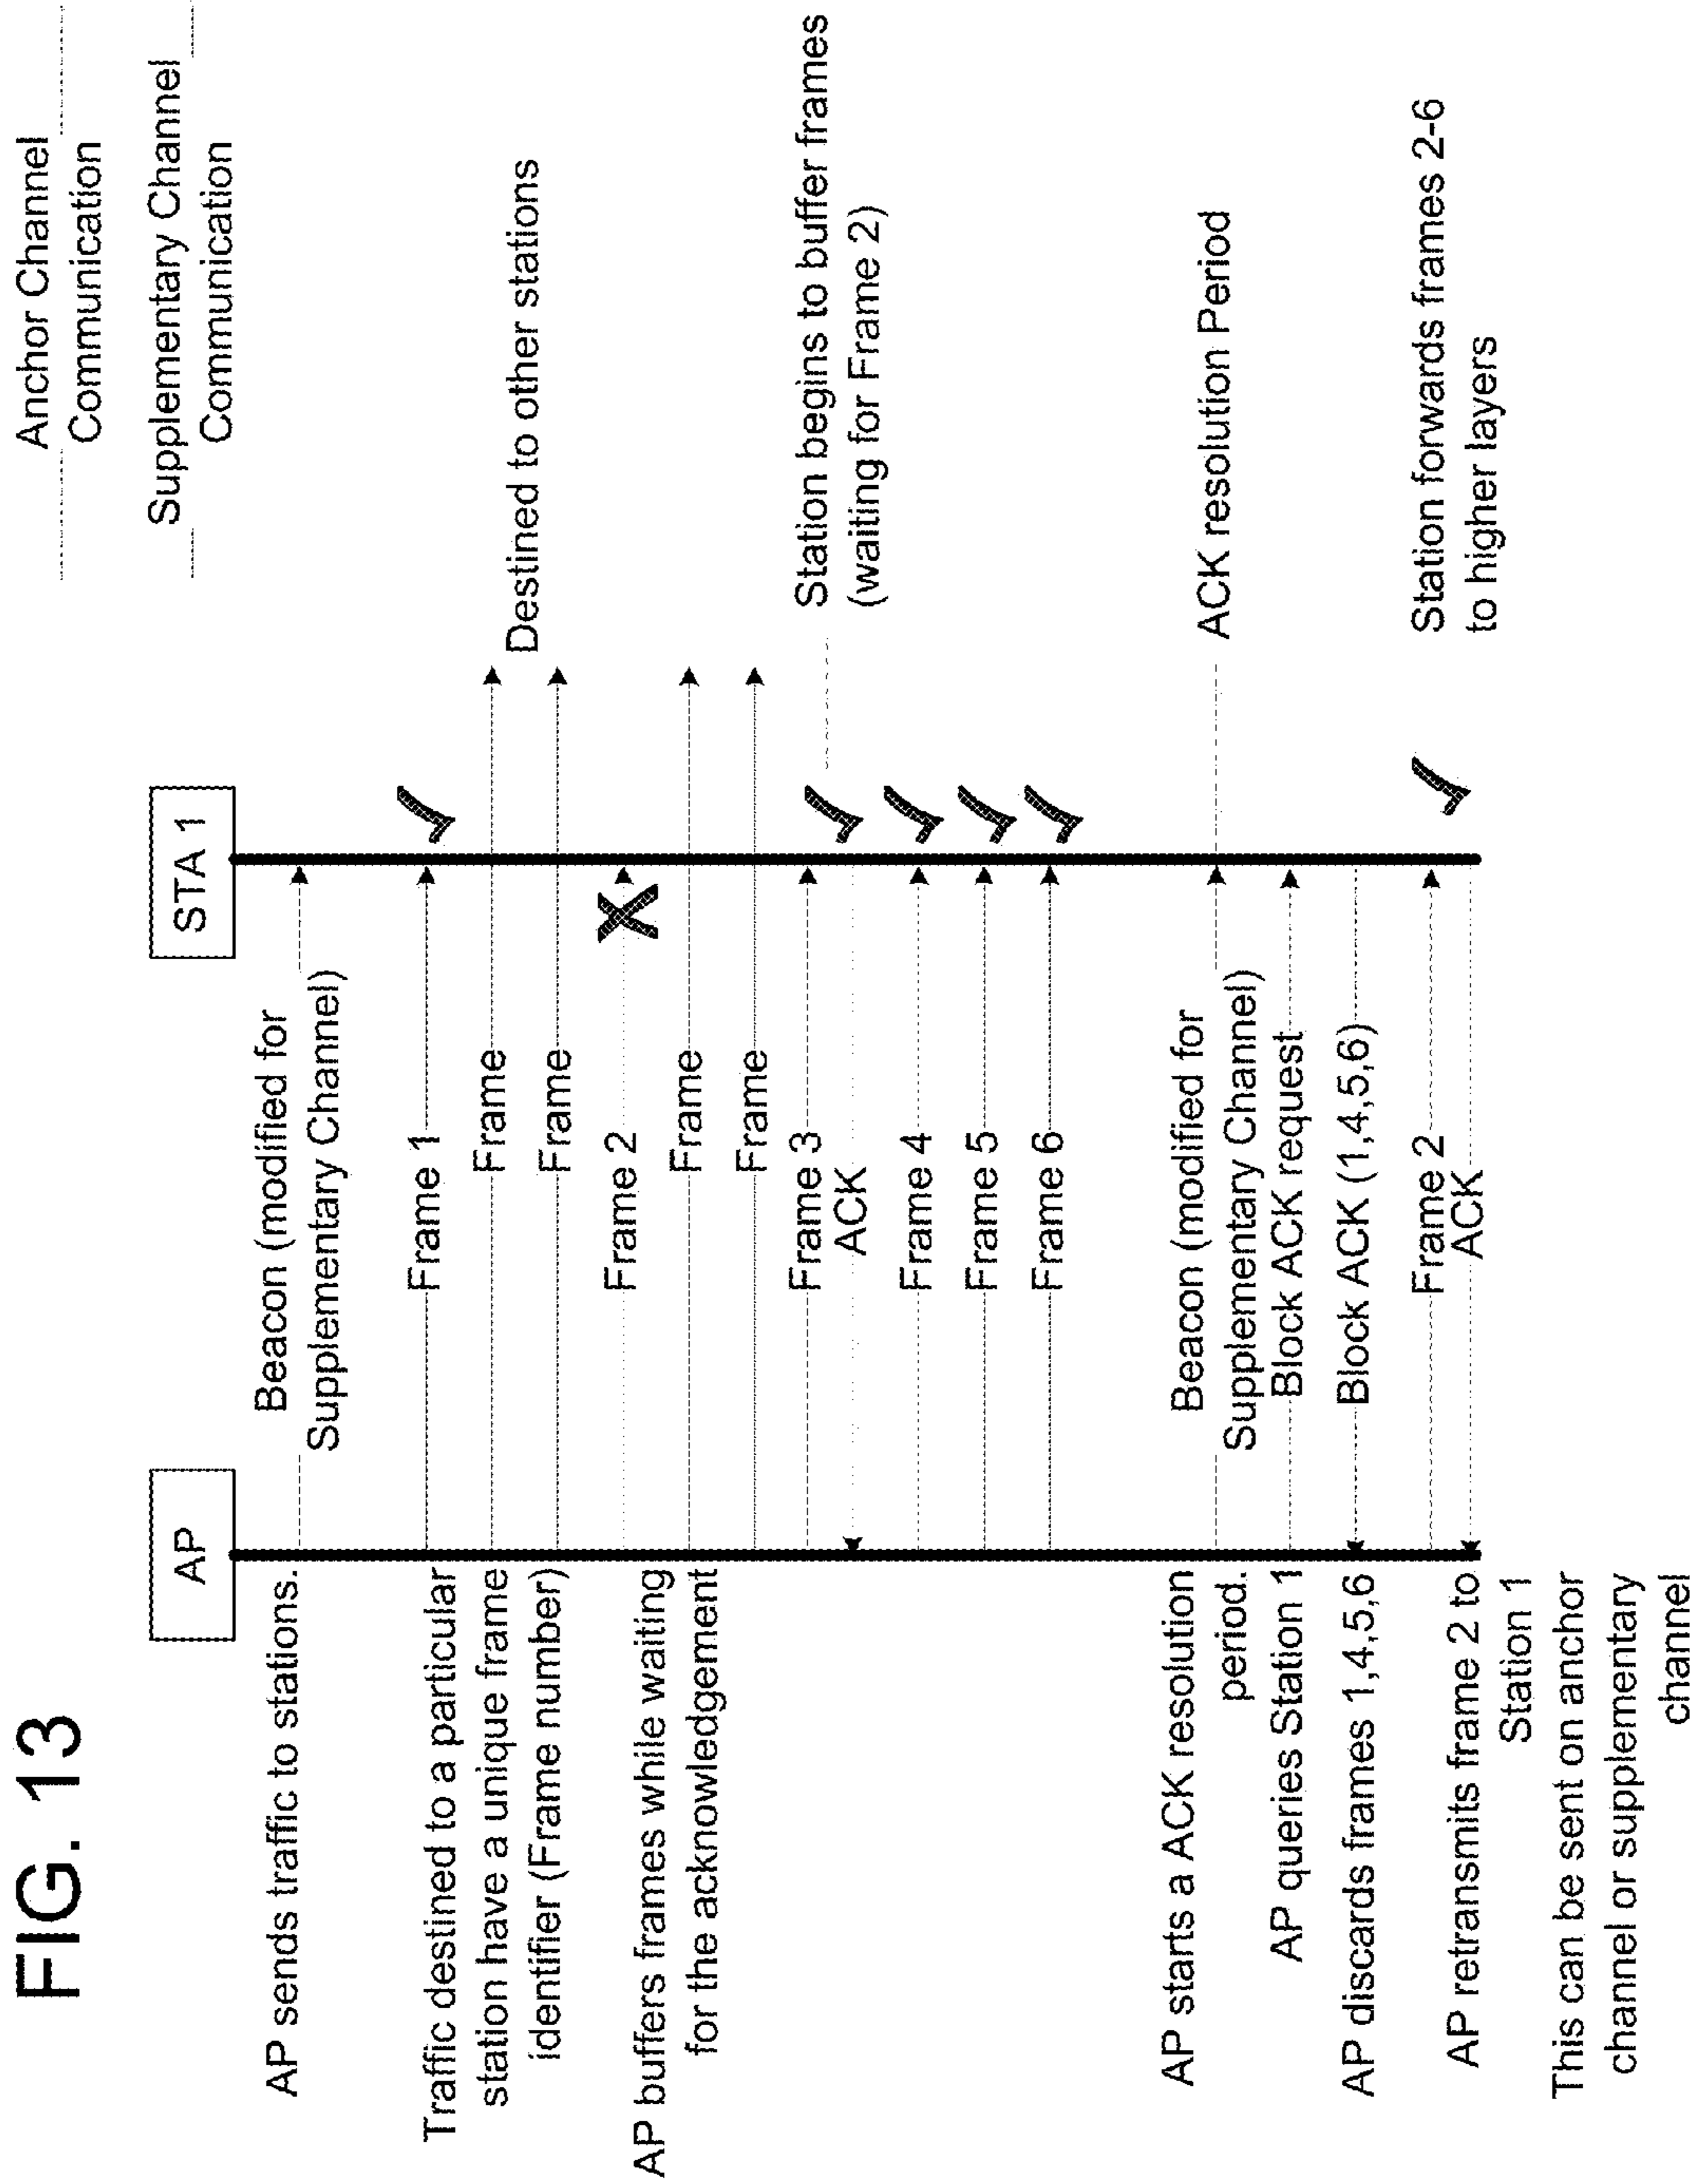 FIG. 13
Anchor Channel
Communication
Supplementary Channel
Communication
AP
STA 1
AP sends traffic to stations.
Beacon (modified for
Supplementary Channel)
Traffic destined to a particular
station have a unique frame
identifier (Frame number)
Frame 1
Frame
Frame
Destined to other stations
AP buffers frames while waiting
for the acknowledgement
Frame 2
X
Frame
Frame
Frame 3
ACK
Station begins to buffer frames
(waiting for Frame 2)
Frame 4
Frame 5
Frame 6
AP starts a ACK resolution
period.
Beacon (modified for
Supplementary Channel)
ACK resolution Period
AP queries Station 1
Block ACK request
AP discards frames 1,4,5,6
Block ACK (1,4,5,6)
AP retransmits frame 2 to
Station 1
This can be sent on anchor
channel or supplementary
channel
Frame 2
ACK
Station forwards frames 2-6
to higher layers